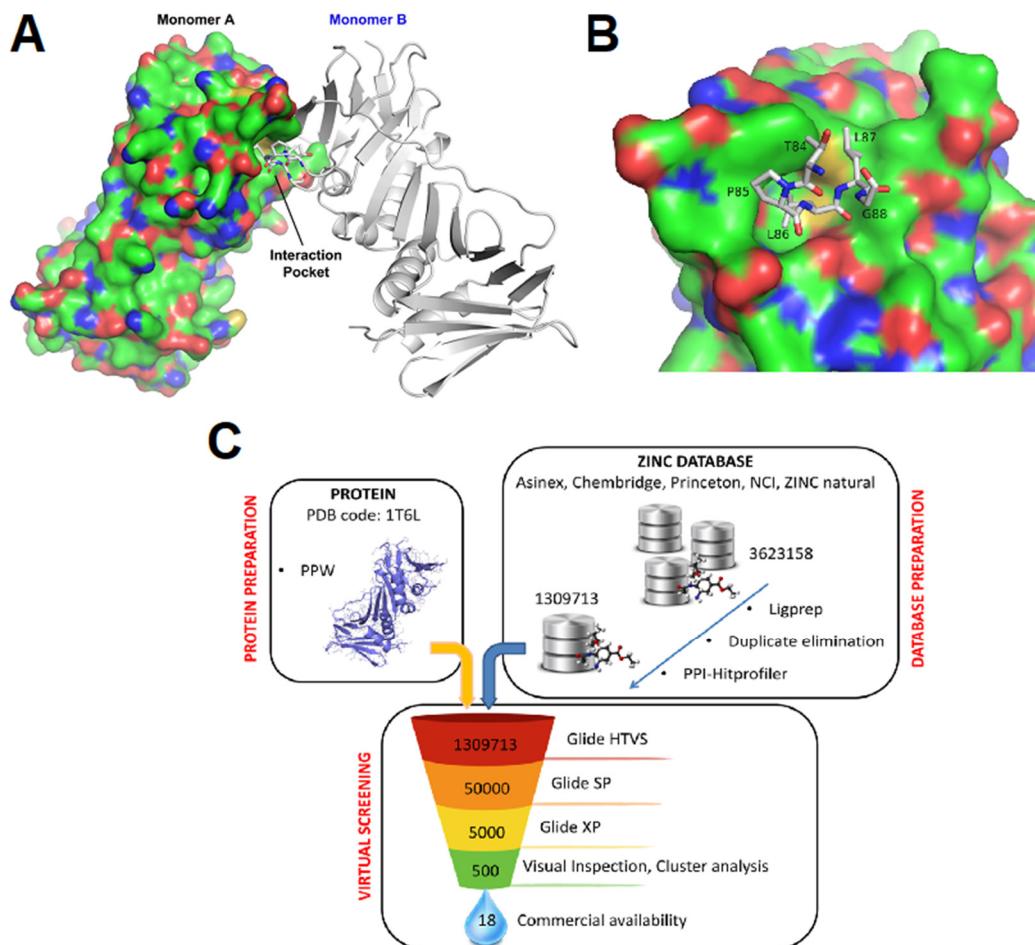 A
Monomer A
Monomer B
Interaction
Pocket
B
T84
L87
P85
G88
L86
C
PROTEIN PREPARATION
PROTEIN
PDB code: 1T6L
• PPW
ZINC DATABASE
Asinex, Chembridge, Princeton, NCI, ZINC natural
3623158
1309713
• Ligprep
• Duplicate elimination
• PPI-Hitprofiler
DATABASE PREPARATION
VIRTUAL SCREENING
1309713 Glide HTVS
50000 Glide SP
5000 Glide XP
500 Visual Inspection, Cluster analysis
18 Commercial availability